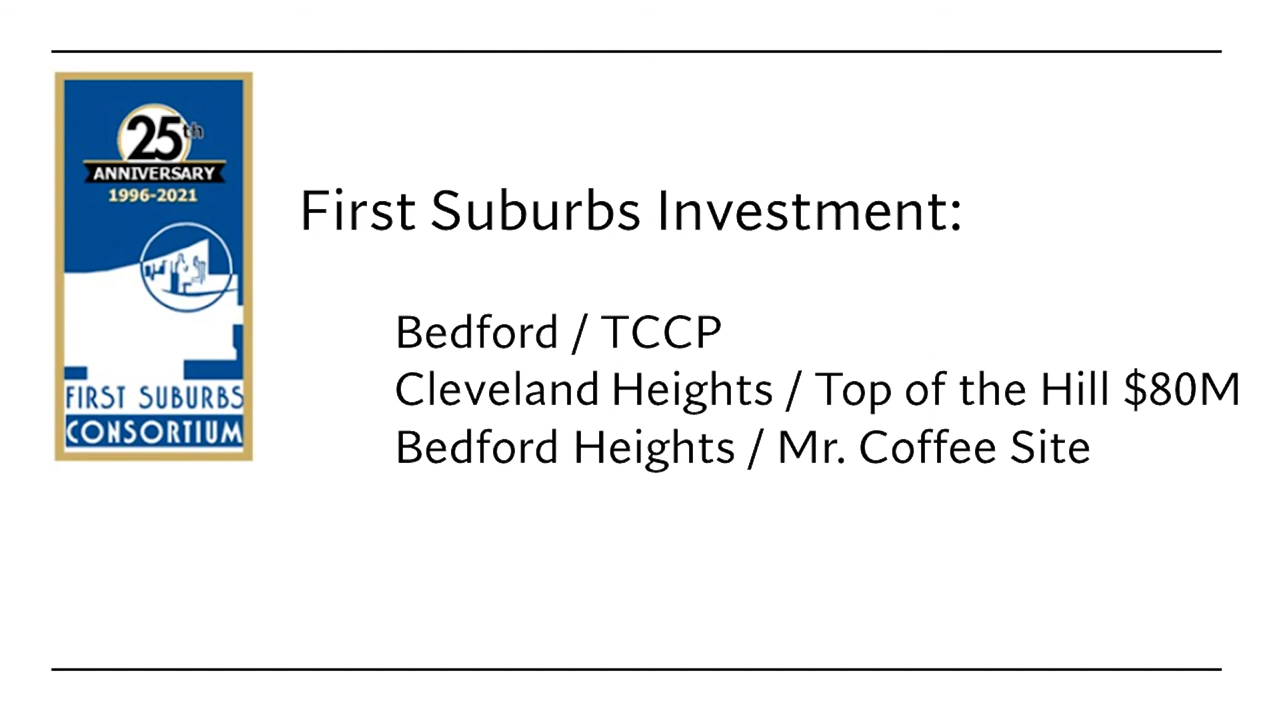 25th
ANNIVERSARY
1996-2021
FIRST SUBURBS
CONSORTIUM
First Suburbs Investment:
Bedford / TCCP
Cleveland Heights / Top of the Hill $80M
Bedford Heights / Mr. Coffee Site